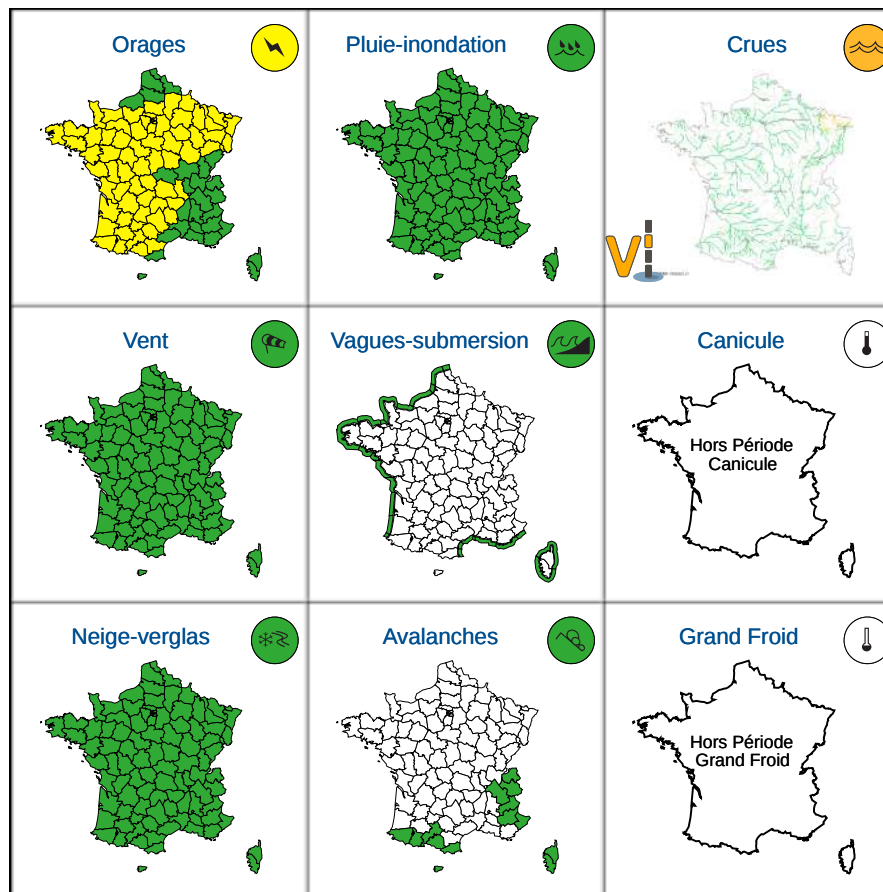 Orages
Pluie-inondation
Crues
Vi
Vent
Vagues-submersion
Canicule
Hors Période
Canicule
Neige-verglas
Avalanches
Grand Froid
Hors Période
Grand Froid